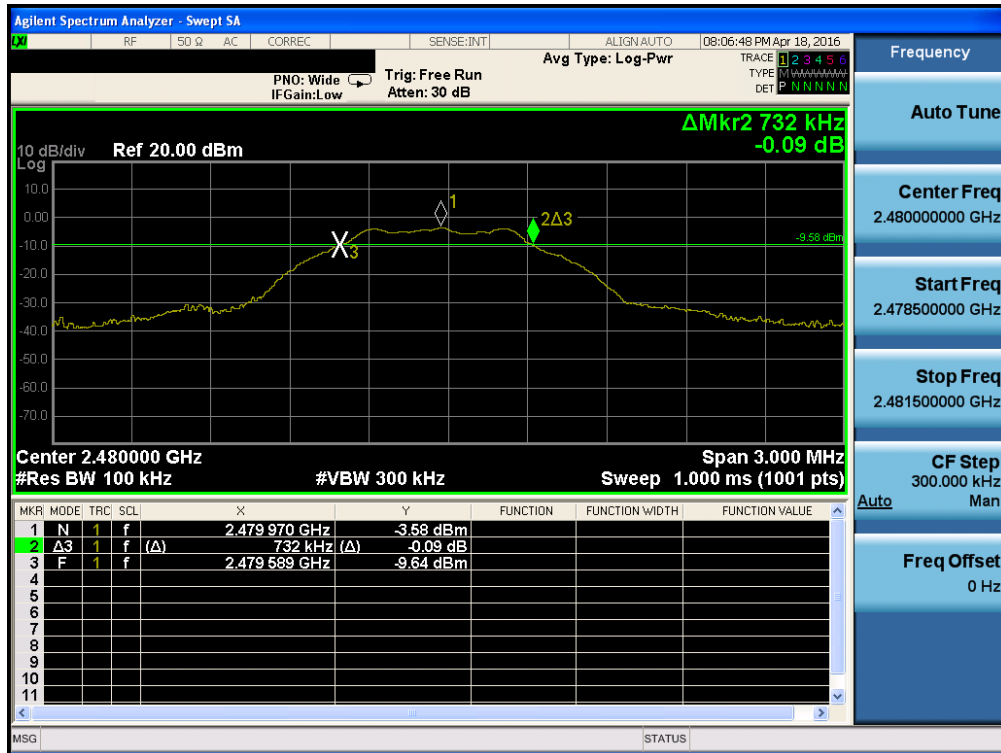 Agilent Spectrum Analyzer - Swept SA
LXI RF 50 Ω AC CORREC SENSE:INT ALIGN AUTO 08:06:48 PM Apr 18, 2016
Frequency
PNO: Wide Trig: Free Run Avg Type: Log-Pwr TRACE 1 2 3 4 5 6
IFGain:Low Atten: 30 dB TYPE M
DET P N N N N N
Auto Tune
ΔMkr2 732 kHz
10 dB/div Ref 20.00 dBm -0.09 dB
Log
10.0
0.00
-10.0
-20.0
-30.0
-40.0
-50.0
-60.0
-70.0
1
2Δ3
3
-9.58 dBm
Center 2.480000 GHz Span 3.000 MHz
#Res BW 100 kHz #VBW 300 kHz Sweep 1.000 ms (1001 pts)
Center Freq
2.480000000 GHz
Start Freq
2.478500000 GHz
Stop Freq
2.481500000 GHz
CF Step
300.000 kHz
Auto Man
Freq Offset
0 Hz
MKR MODE TRC SCL X Y FUNCTION FUNCTION WIDTH FUNCTION VALUE
1 N 1 f 2.479 970 GHz -3.58 dBm
2 Δ3 1 f (Δ) 732 kHz (Δ) -0.09 dB
3 F 1 f 2.479 589 GHz -9.64 dBm
4
5
6
7
8
9
10
11
MSG STATUS